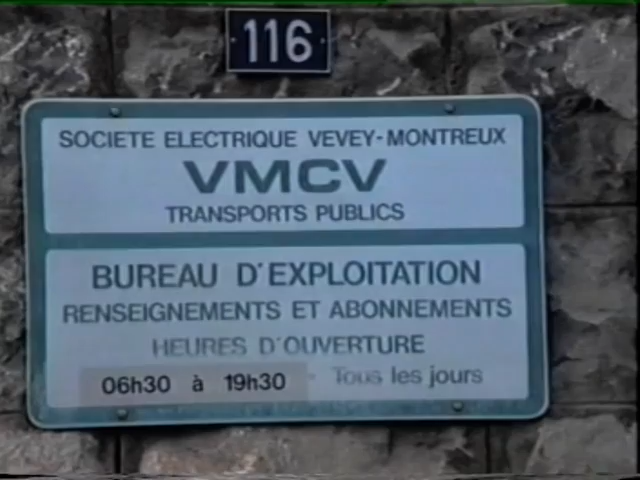 116
SOCIETE ELECTRIQUE VEVEY-MONTREUX
VMCV
TRANSPORTS PUBLICS
BUREAU D'EXPLOITATION
RENSEIGNEMENTS ET ABONNEMENTS
HEURES D'OUVERTURE
06h30 à 19h30 - Tous les jours